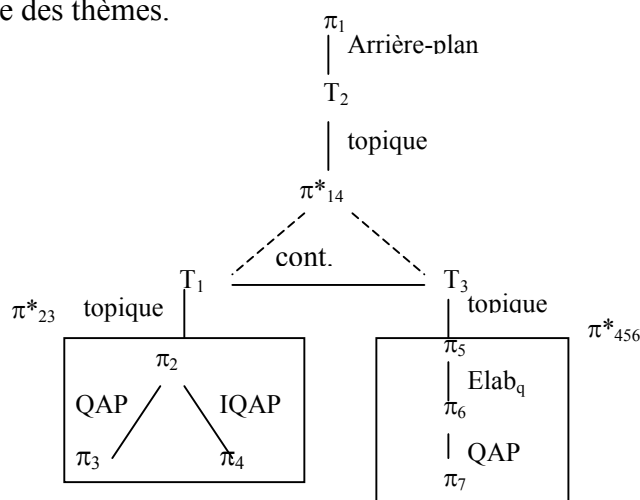 e des thèmes.
π₁
Arrière-plan
T₂
topique
π*₁₄
cont.
T₁ T₃
π*₂₃ topique topique π*₄₅₆
π₂ π₅
QAP IQAP Elab_q
π₆
π₃ π₄ QAP
π₇